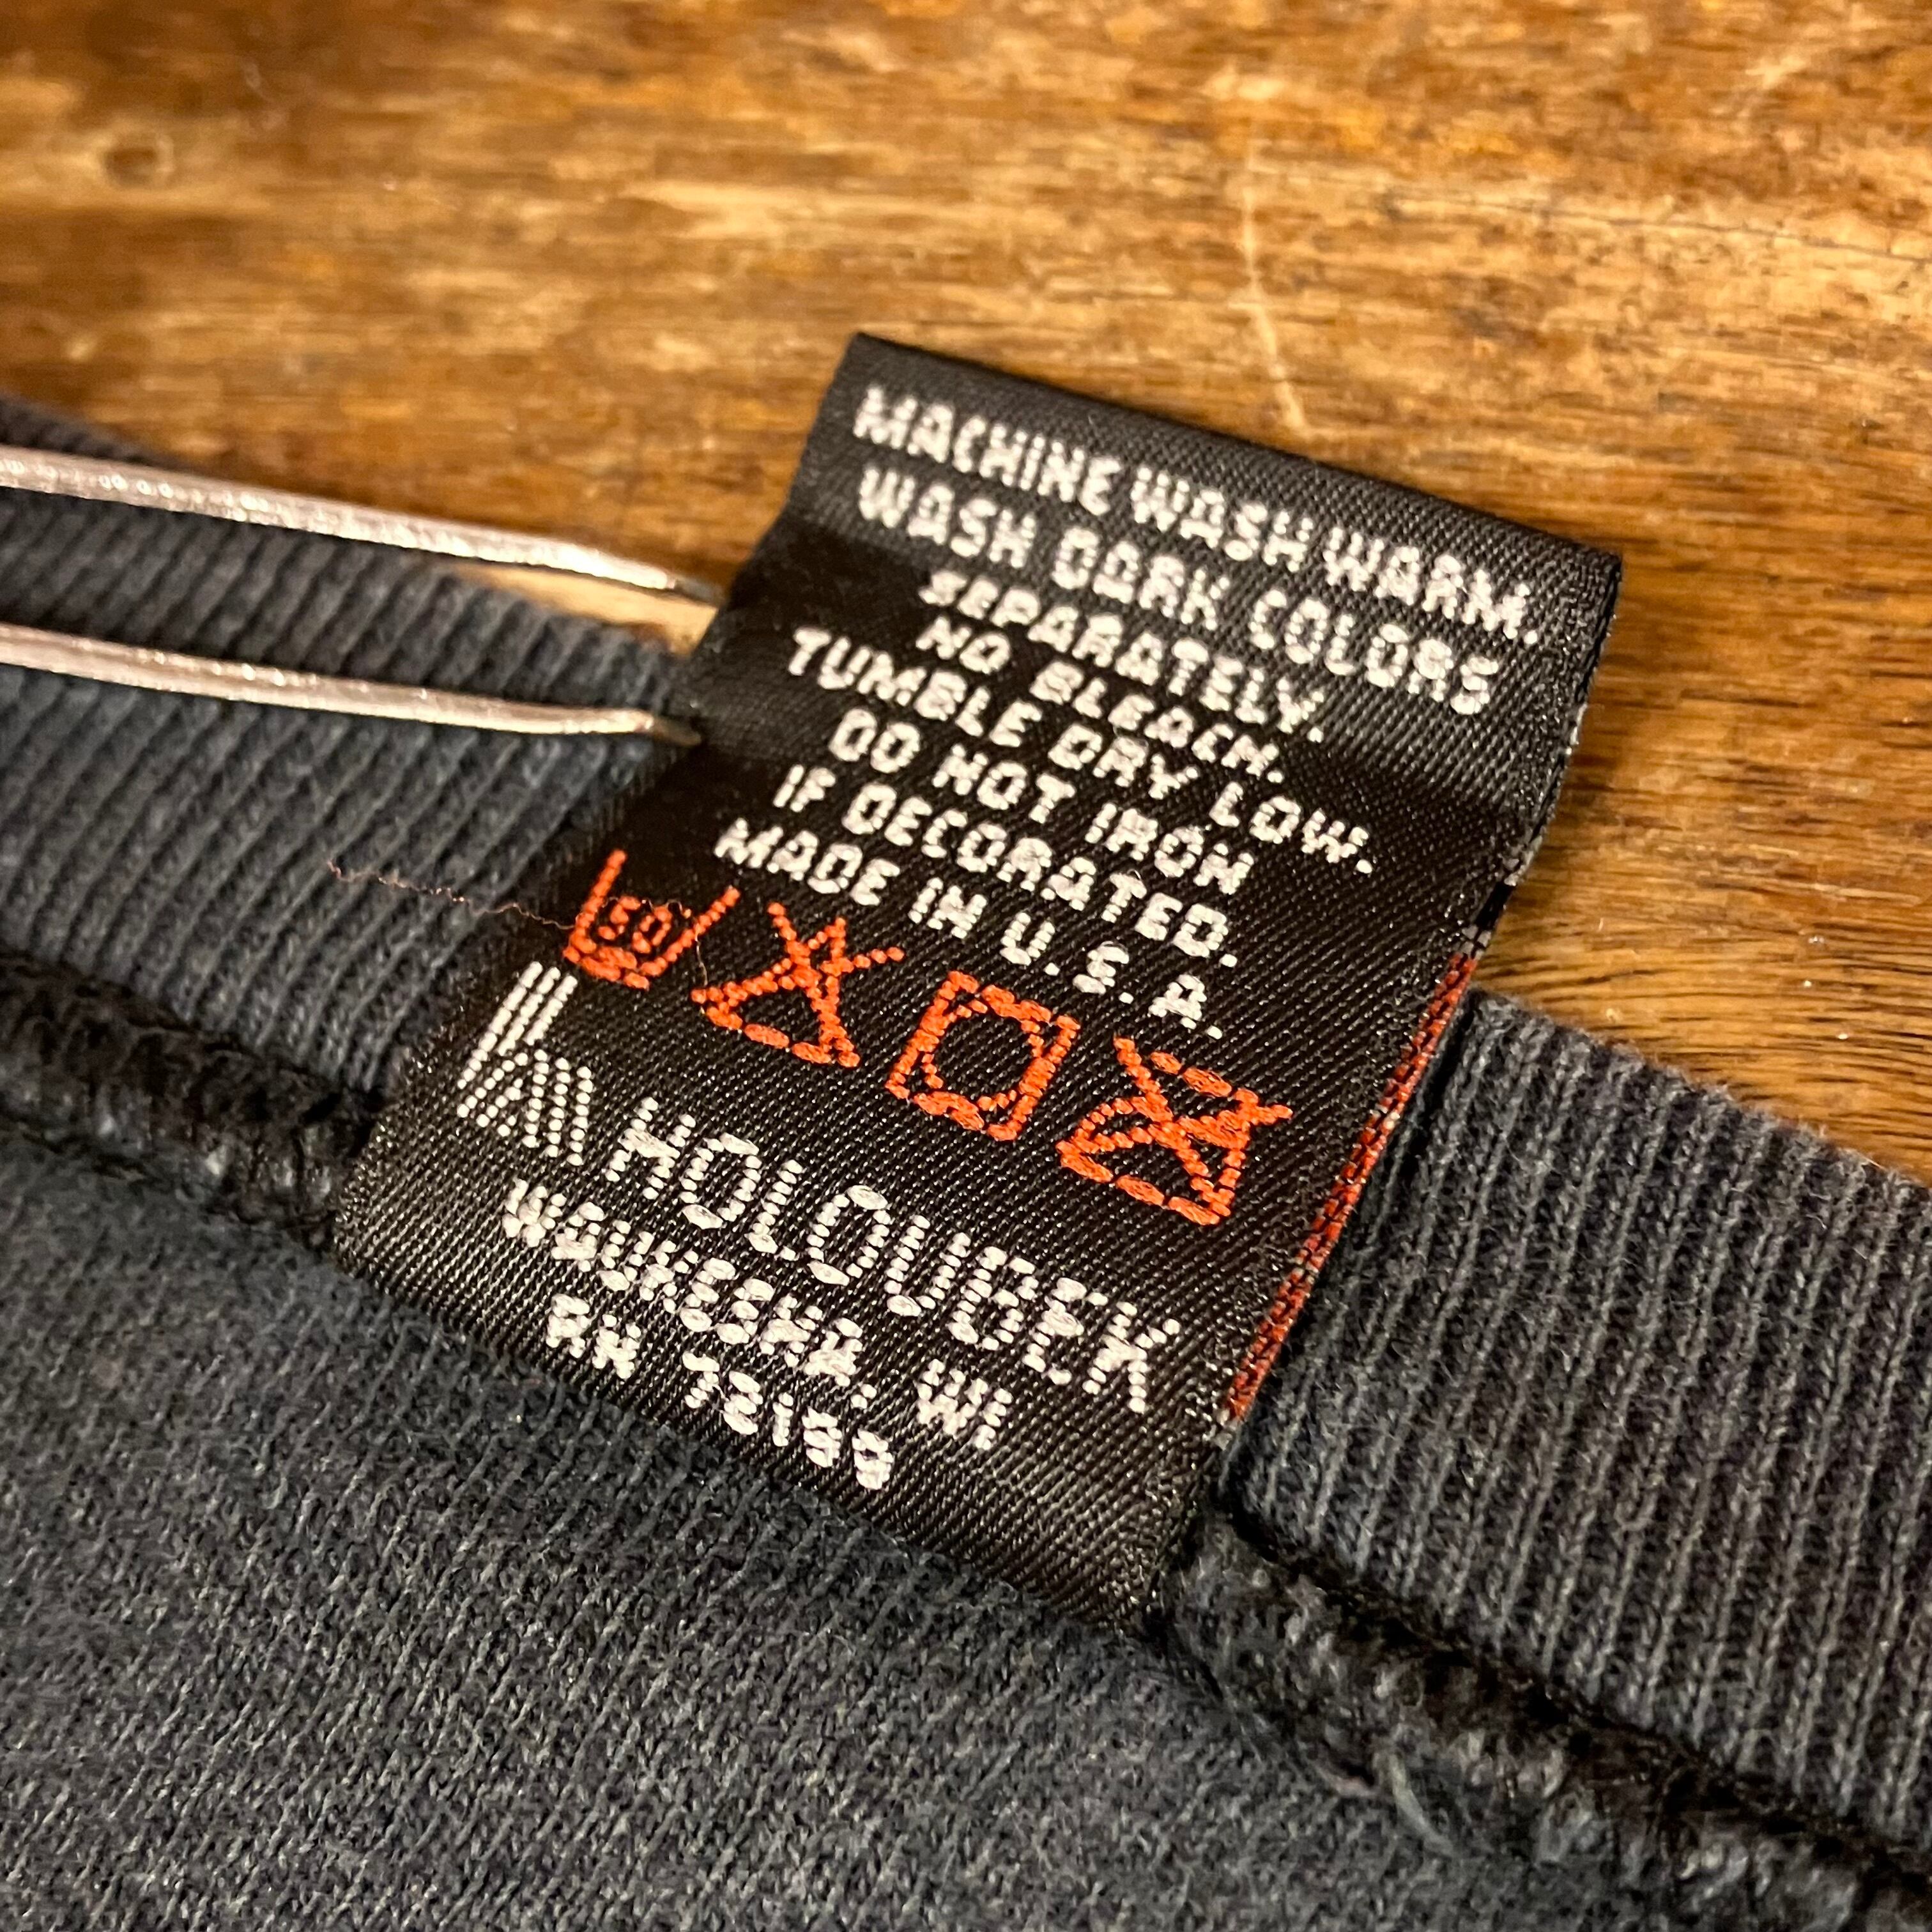 MACHINE WASH WARM.
WASH DARK COLORS
SEPARATELY.
NO BLEACH.
TUMBLE DRY LOW.
DO NOT IRON
IF DECORATED.
MADE IN U.S.A.
50
HOLOUBEK
WAUKESHA, WI
RN 72159